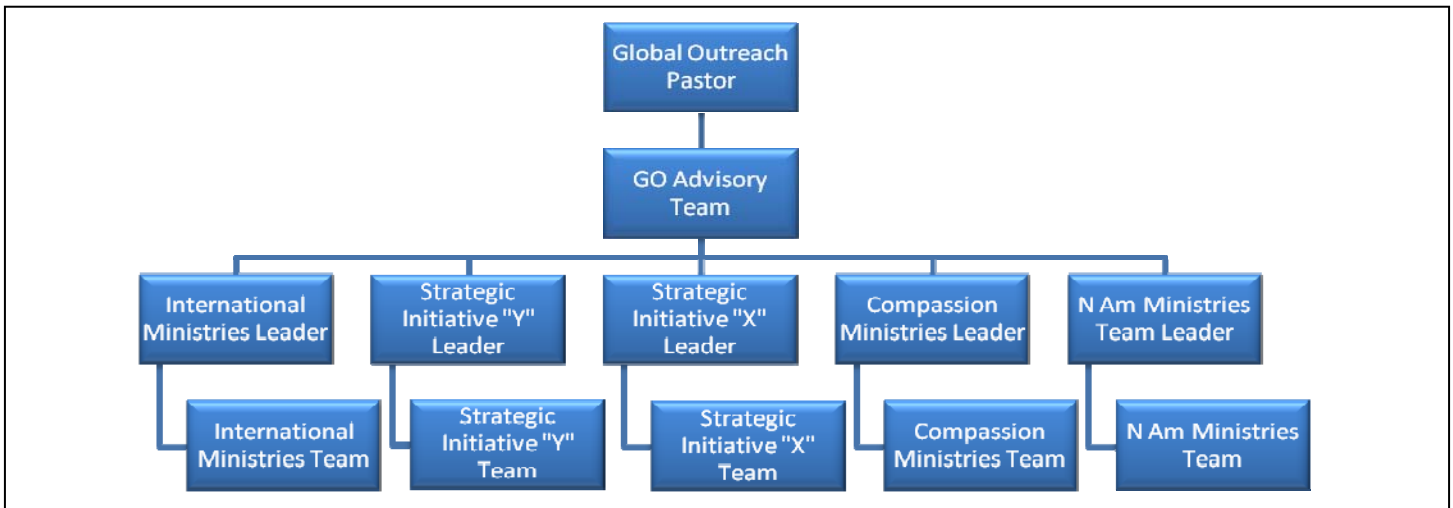 Global Outreach
Pastor
GO Advisory
Team
International
Ministries Leader
Strategic
Initiative "Y"
Leader
Strategic
Initiative "X"
Leader
Compassion
Ministries Leader
N Am Ministries
Team Leader
International
Ministries Team
Strategic
Initiative "Y"
Team
Strategic
Initiative "X"
Team
Compassion
Ministries Team
N Am Ministries
Team